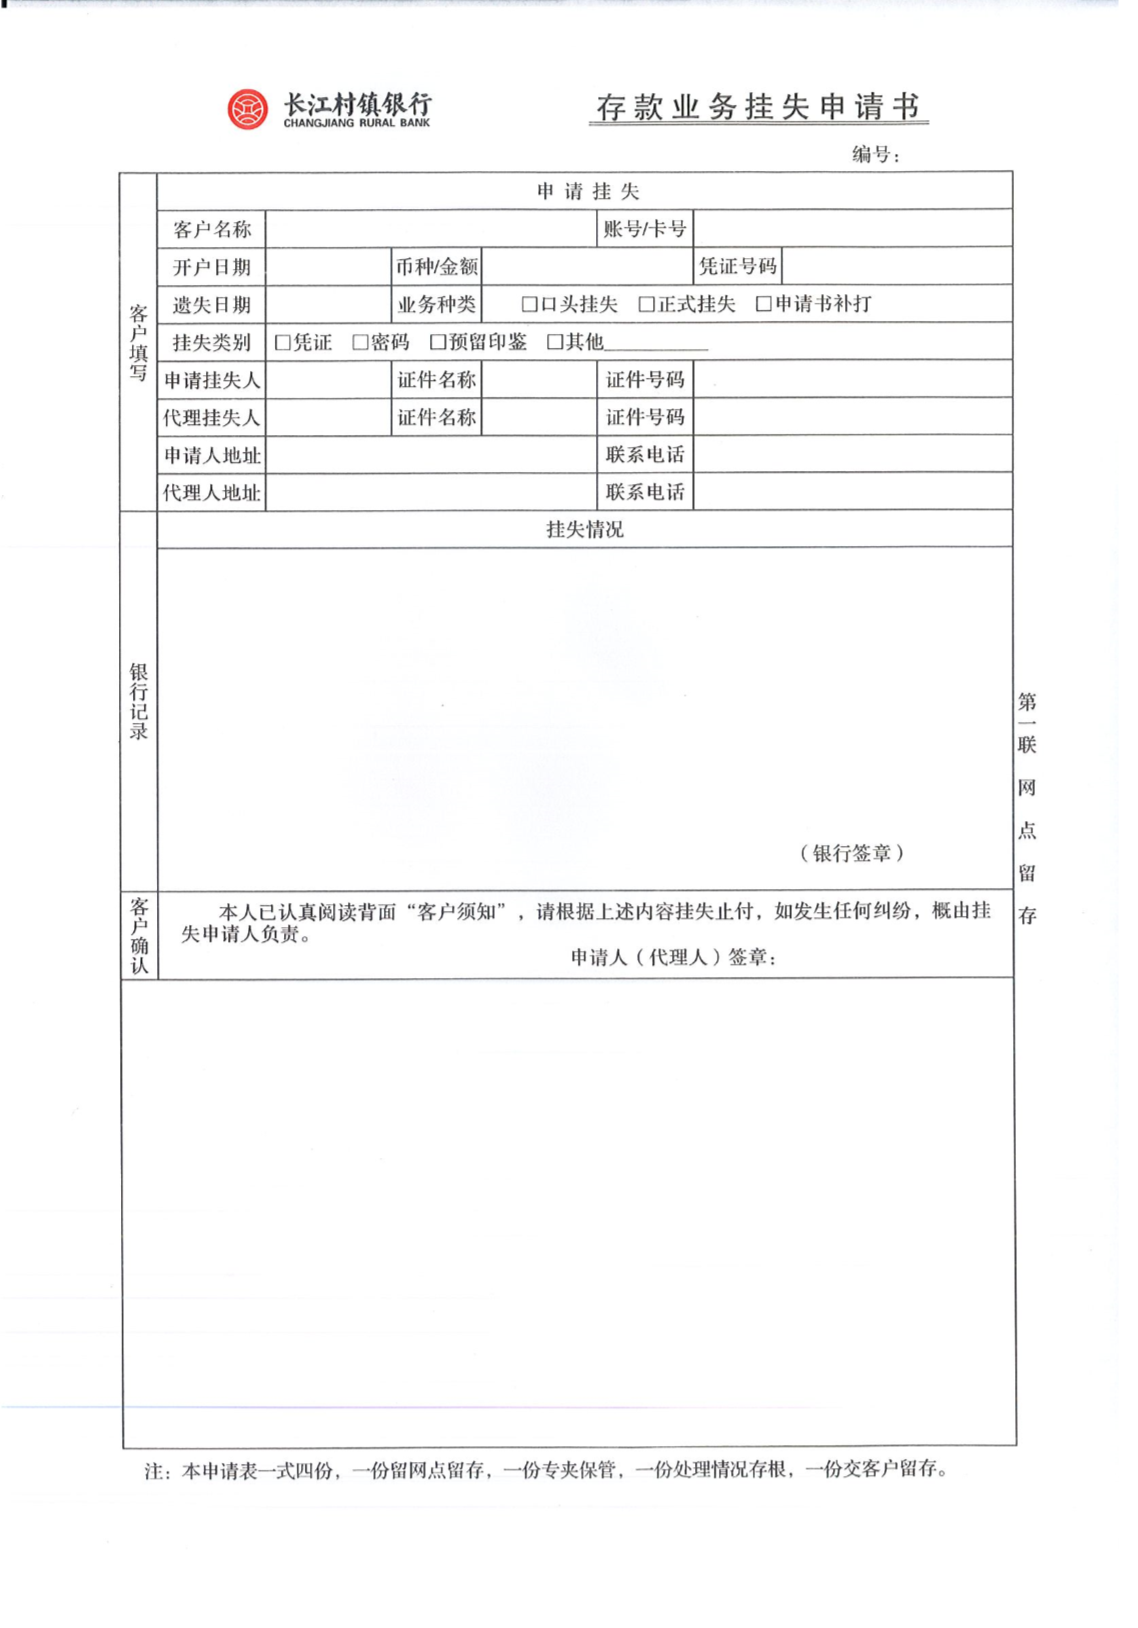 长江村镇银行
CHANGJIANG RURAL BANK
存款业务挂失申请书
编号：
客户填写
申请挂失
客户名称 账号/卡号
开户日期 币种/金额 凭证号码
遗失日期 业务种类 □口头挂失 □正式挂失 □申请书补打
挂失类别 □凭证 □密码 □预留印鉴 □其他__________
申请挂失人 证件名称 证件号码
代理挂失人 证件名称 证件号码
申请人地址 联系电话
代理人地址 联系电话
银行记录
挂失情况
（银行签章）
客户确认
本人已认真阅读背面“客户须知”，请根据上述内容挂失止付，如发生任何纠纷，概由挂
失申请人负责。
申请人（代理人）签章：
第一联 网点留存
注：本申请表一式四份，一份留网点留存，一份专夹保管，一份处理情况存根，一份交客户留存。